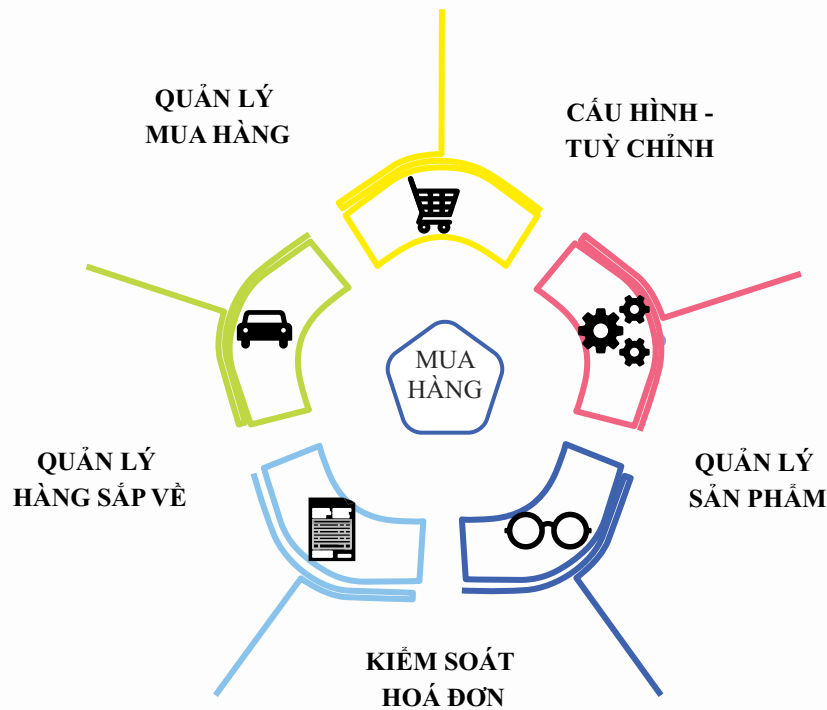 QUẢN LÝ
MUA HÀNG
CẤU HÌNH -
TUỲ CHỈNH
MUA
HÀNG
QUẢN LÝ
HÀNG SẮP VỀ
QUẢN LÝ
SẢN PHẨM
KIỂM SOÁT
HOÁ ĐƠN